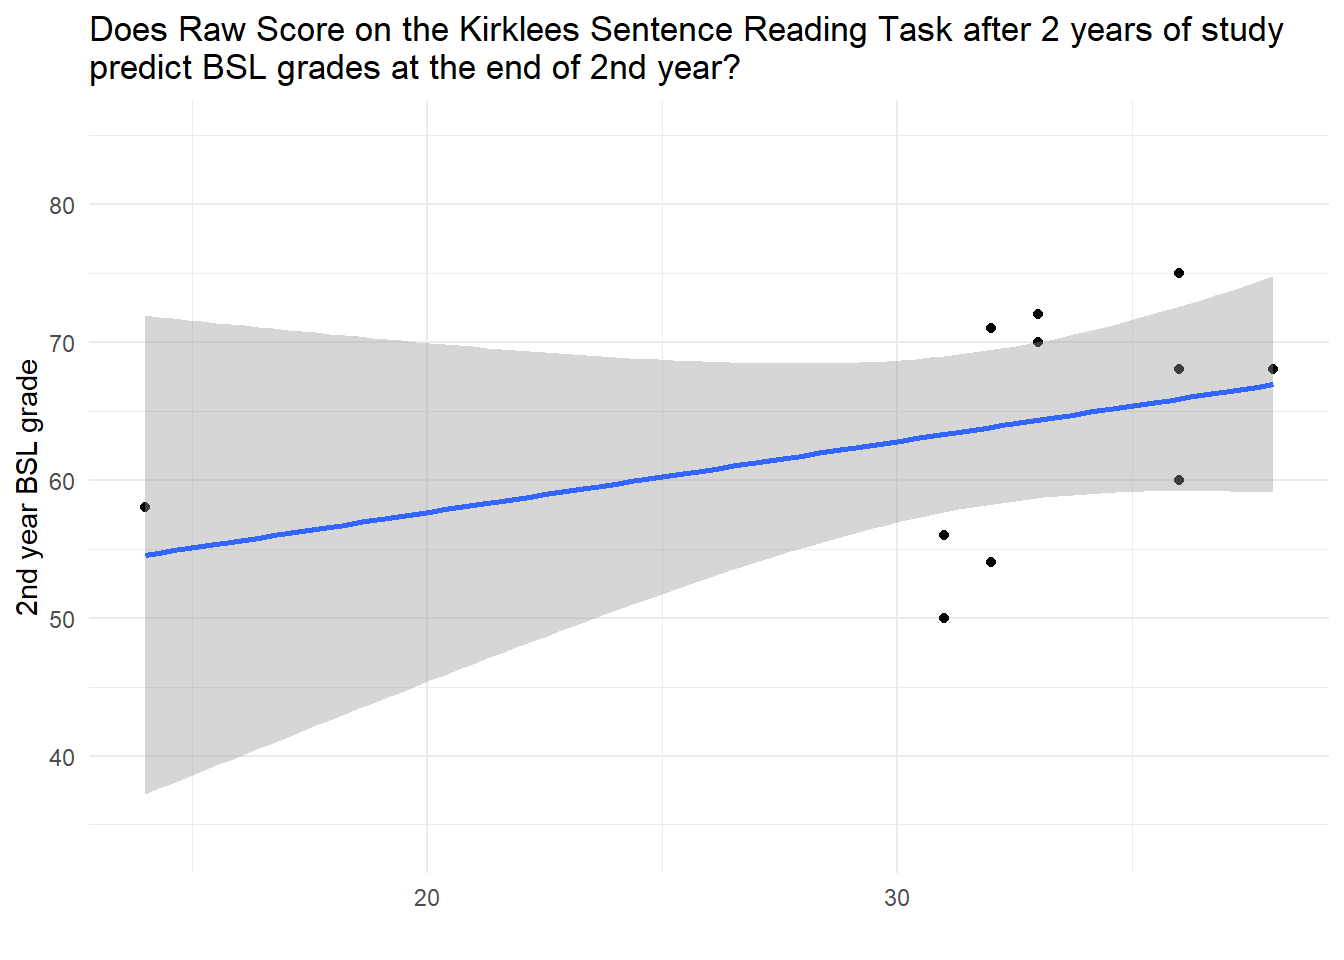 Does Raw Score on the Kirklees Sentence Reading Task after 2 years of study
predict BSL grades at the end of 2nd year?
80
70
60
50
40
2nd year BSL grade
20
30